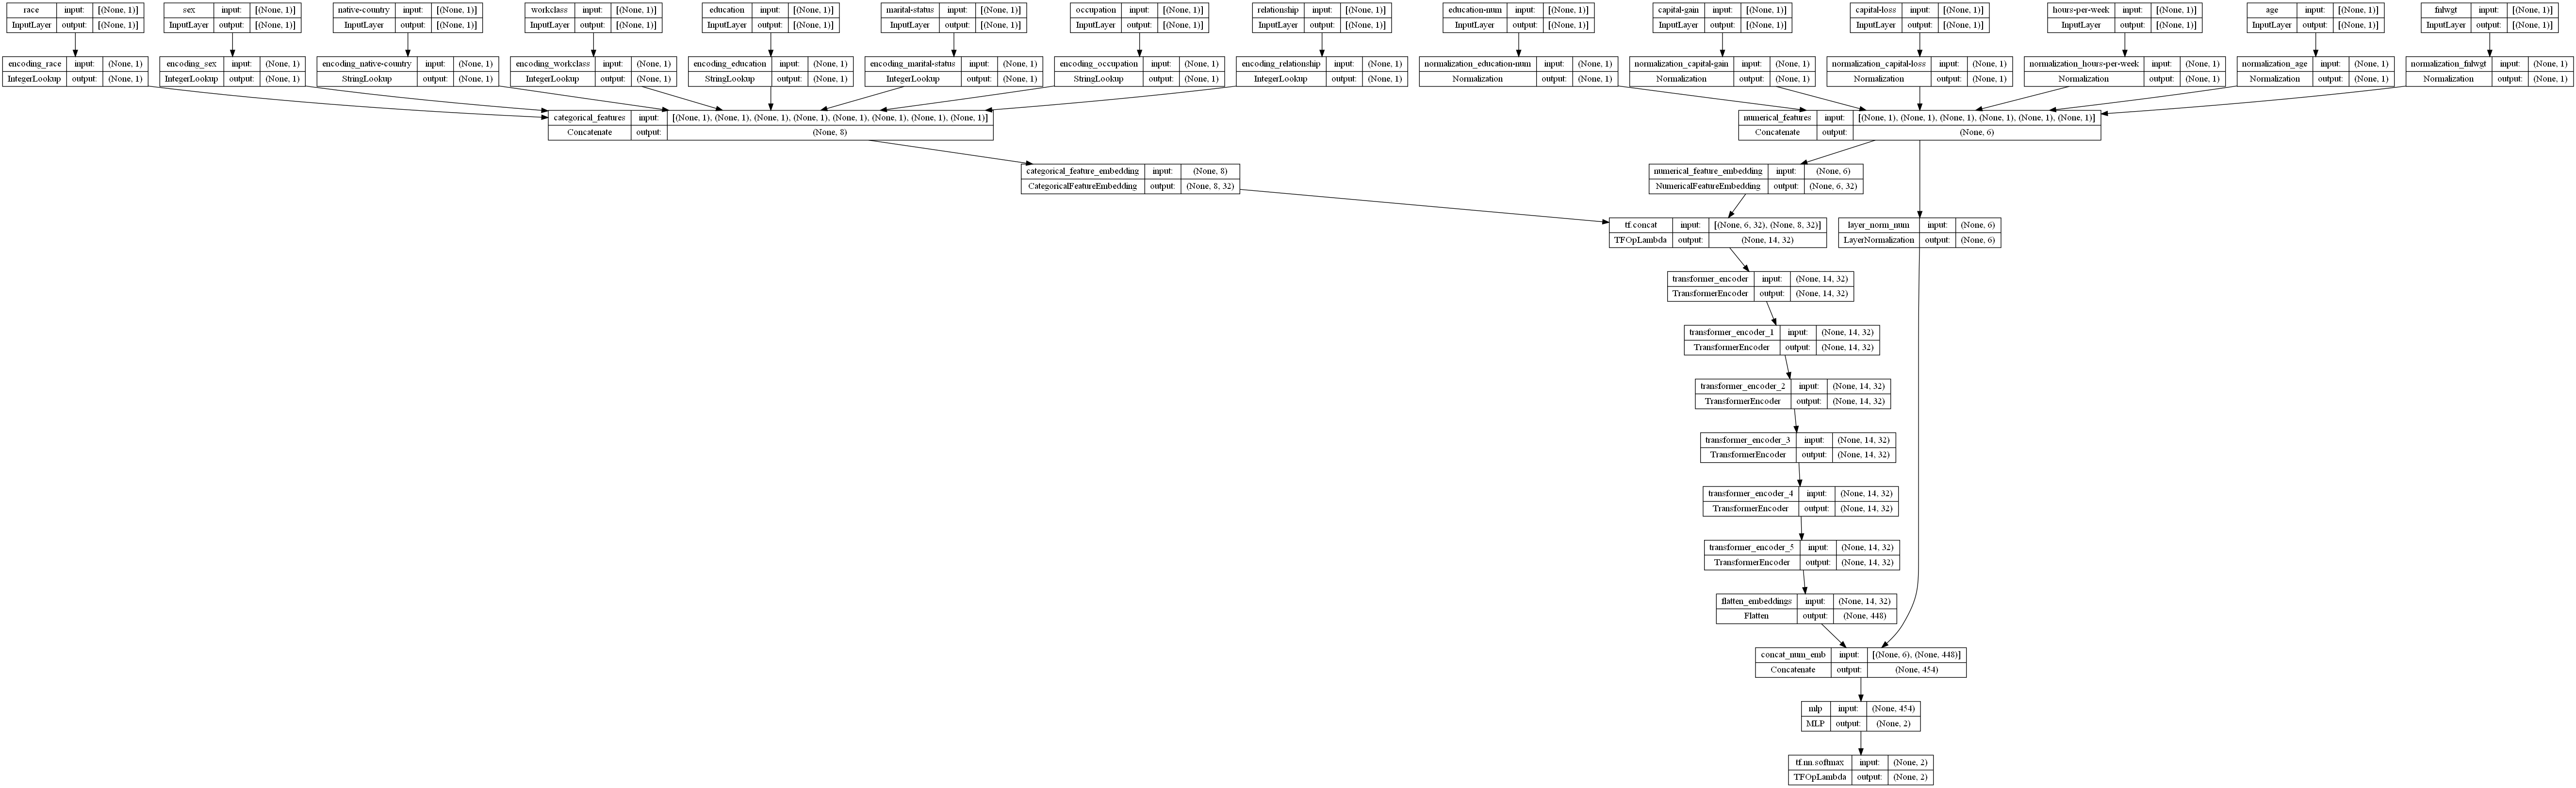 race input: [(None, 1)] sex input: [(None, 1)] native-country input: [(None, 1)] workclass input: [(None, 1)] education input: [(None, 1)] marital-status input: [(None, 1)] occupation input: [(None, 1)] relationship input: [(None, 1)] education-num input: [(None, 1)] capital-gain input: [(None, 1)] capital-loss input: [(None, 1)] hours-per-week input: [(None, 1)] age input: [(None, 1)] fnlwgt input: [(None, 1)]
InputLayer output: [(None, 1)] InputLayer output: [(None, 1)] InputLayer output: [(None, 1)] InputLayer output: [(None, 1)] InputLayer output: [(None, 1)] InputLayer output: [(None, 1)] InputLayer output: [(None, 1)] InputLayer output: [(None, 1)] InputLayer output: [(None, 1)] InputLayer output: [(None, 1)] InputLayer output: [(None, 1)] InputLayer output: [(None, 1)] InputLayer output: [(None, 1)] InputLayer output: [(None, 1)]
encoding_race input: (None, 1) encoding_sex input: (None, 1) encoding_native-country input: (None, 1) encoding_workclass input: (None, 1) encoding_education input: (None, 1) encoding_marital-status input: (None, 1) encoding_occupation input: (None, 1) encoding_relationship input: (None, 1) normalization_education-num input: (None, 1) normalization_capital-gain input: (None, 1) normalization_capital-loss input: (None, 1) normalization_hours-per-week input: (None, 1) normalization_age input: (None, 1) normalization_fnlwgt input: (None, 1)
IntegerLookup output: (None, 1) IntegerLookup output: (None, 1) StringLookup output: (None, 1) IntegerLookup output: (None, 1) StringLookup output: (None, 1) IntegerLookup output: (None, 1) StringLookup output: (None, 1) IntegerLookup output: (None, 1) Normalization output: (None, 1) Normalization output: (None, 1) Normalization output: (None, 1) Normalization output: (None, 1) Normalization output: (None, 1) Normalization output: (None, 1)
categorical_features input: [(None, 1), (None, 1), (None, 1), (None, 1), (None, 1), (None, 1), (None, 1), (None, 1)] numerical_features input: [(None, 1), (None, 1), (None, 1), (None, 1), (None, 1), (None, 1)]
Concatenate output: (None, 8) Concatenate output: (None, 6)
categorical_feature_embedding input: (None, 8) numerical_feature_embedding input: (None, 6)
CategoricalFeatureEmbedding output: (None, 8, 32) NumericalFeatureEmbedding output: (None, 6, 32)
tf.concat input: [(None, 6, 32), (None, 8, 32)] layer_norm_num input: (None, 6)
TFOpLambda output: (None, 14, 32) LayerNormalization output: (None, 6)
transformer_encoder input: (None, 14, 32)
TransformerEncoder output: (None, 14, 32)
transformer_encoder_1 input: (None, 14, 32)
TransformerEncoder output: (None, 14, 32)
transformer_encoder_2 input: (None, 14, 32)
TransformerEncoder output: (None, 14, 32)
transformer_encoder_3 input: (None, 14, 32)
TransformerEncoder output: (None, 14, 32)
transformer_encoder_4 input: (None, 14, 32)
TransformerEncoder output: (None, 14, 32)
transformer_encoder_5 input: (None, 14, 32)
TransformerEncoder output: (None, 14, 32)
flatten_embeddings input: (None, 14, 32)
Flatten output: (None, 448)
concat_num_emb input: [(None, 6), (None, 448)]
Concatenate output: (None, 454)
mlp input: (None, 454)
MLP output: (None, 2)
tf.nn.softmax input: (None, 2)
TFOpLambda output: (None, 2)